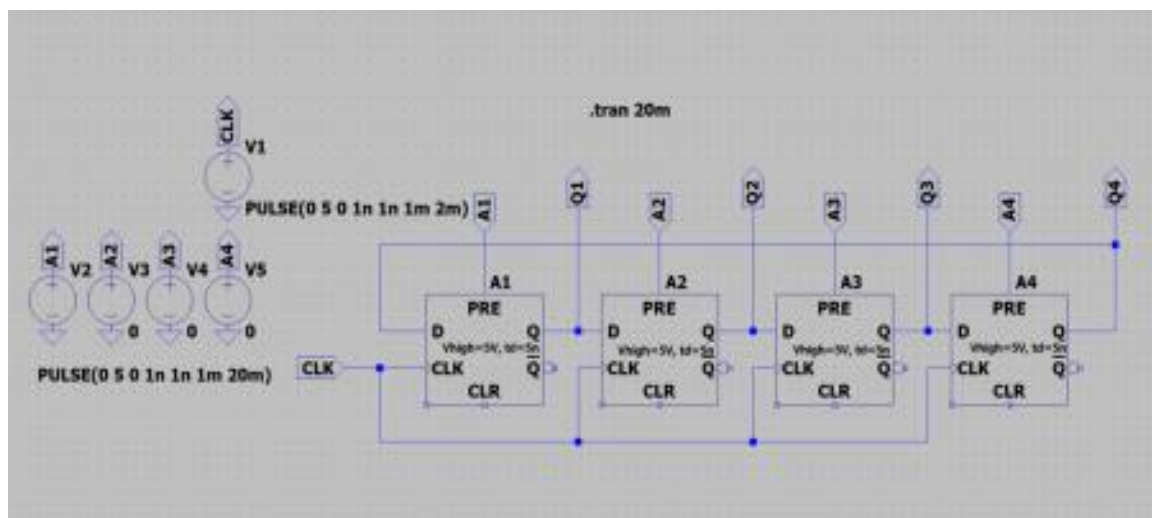 .tran 20m
CLK
V1
PULSE(0 5 0 1n 1n 1m 2m)
A1 Q1 A2 Q2 A3 Q3 A4 Q4
A1 A2 A3 A4
V2 V3 V4 V5
0 0 0
PULSE(0 5 0 1n 1n 1m 20m)
CLK
A1
PRE
D Q
Vhigh=5V, td=5n
CLK Q
CLR
A2
PRE
D Q
Vhigh=5V, td=5n
CLK Q
CLR
A3
PRE
D Q
Vhigh=5V, td=5n
CLK Q
CLR
A4
PRE
D Q
Vhigh=5V, td=5n
CLK Q
CLR